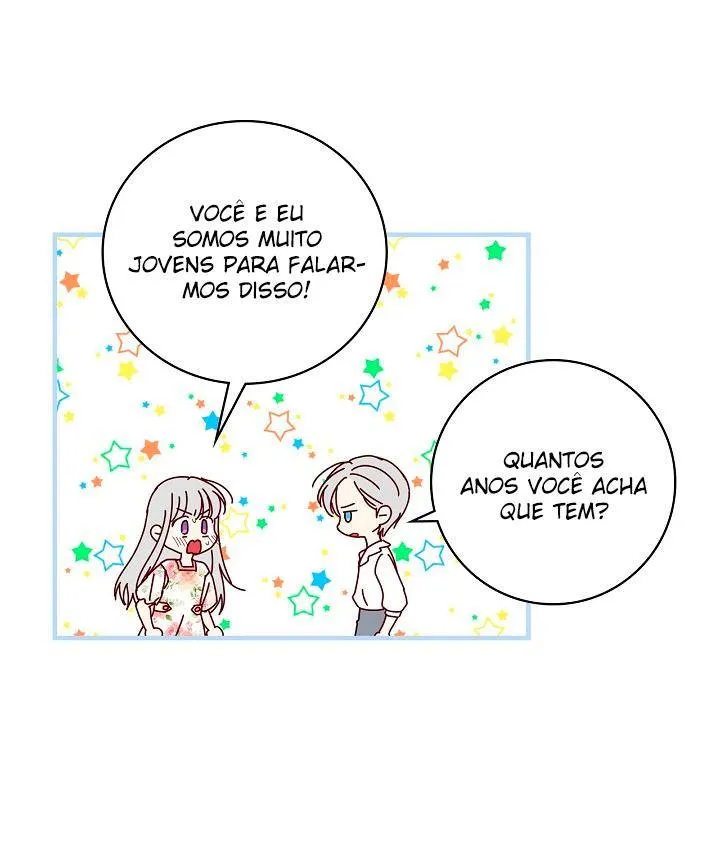 VOCÊ E EU
SOMOS MUITO
JOVENS PARA FALAR-
MOS DISSO!
QUANTOS
ANOS VOCÊ ACHA
QUE TEM?